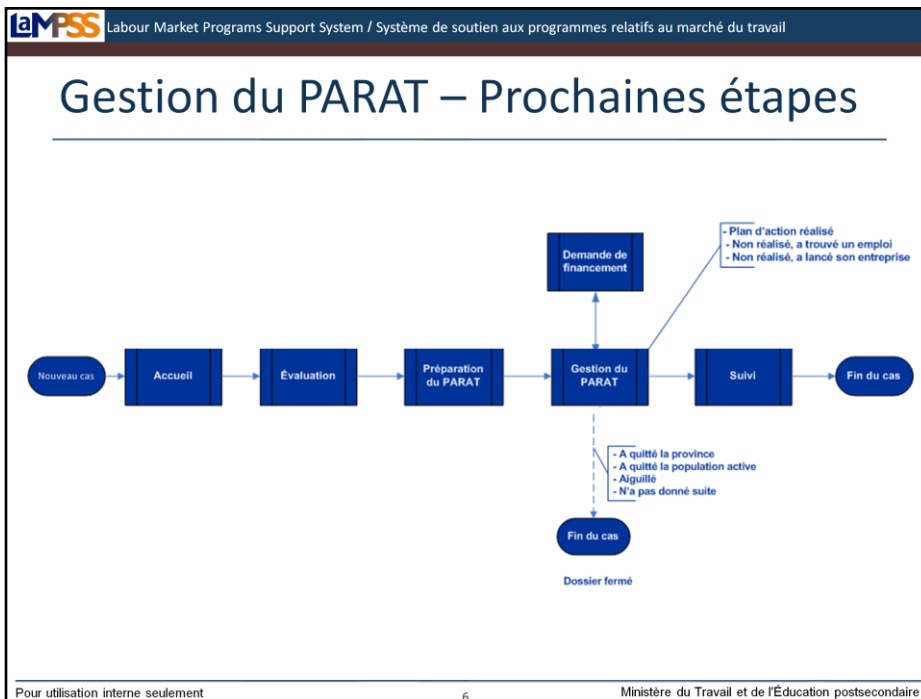 LaMPSS Labour Market Programs Support System / Système de soutien aux programmes relatifs au marché du travail
Gestion du PARAT – Prochaines étapes
- Plan d'action réalisé
- Non réalisé, a trouvé un emploi
- Non réalisé, a lancé son entreprise
Demande de
financement
Nouveau cas
Accueil
Évaluation
Préparation
du PARAT
Gestion du
PARAT
Suivi
Fin du cas
- A quitté la province
- A quitté la population active
- Aiguillé
- N'a pas donné suite
Fin du cas
Dossier fermé
Pour utilisation interne seulement
6
Ministère du Travail et de l'Éducation postsecondaire